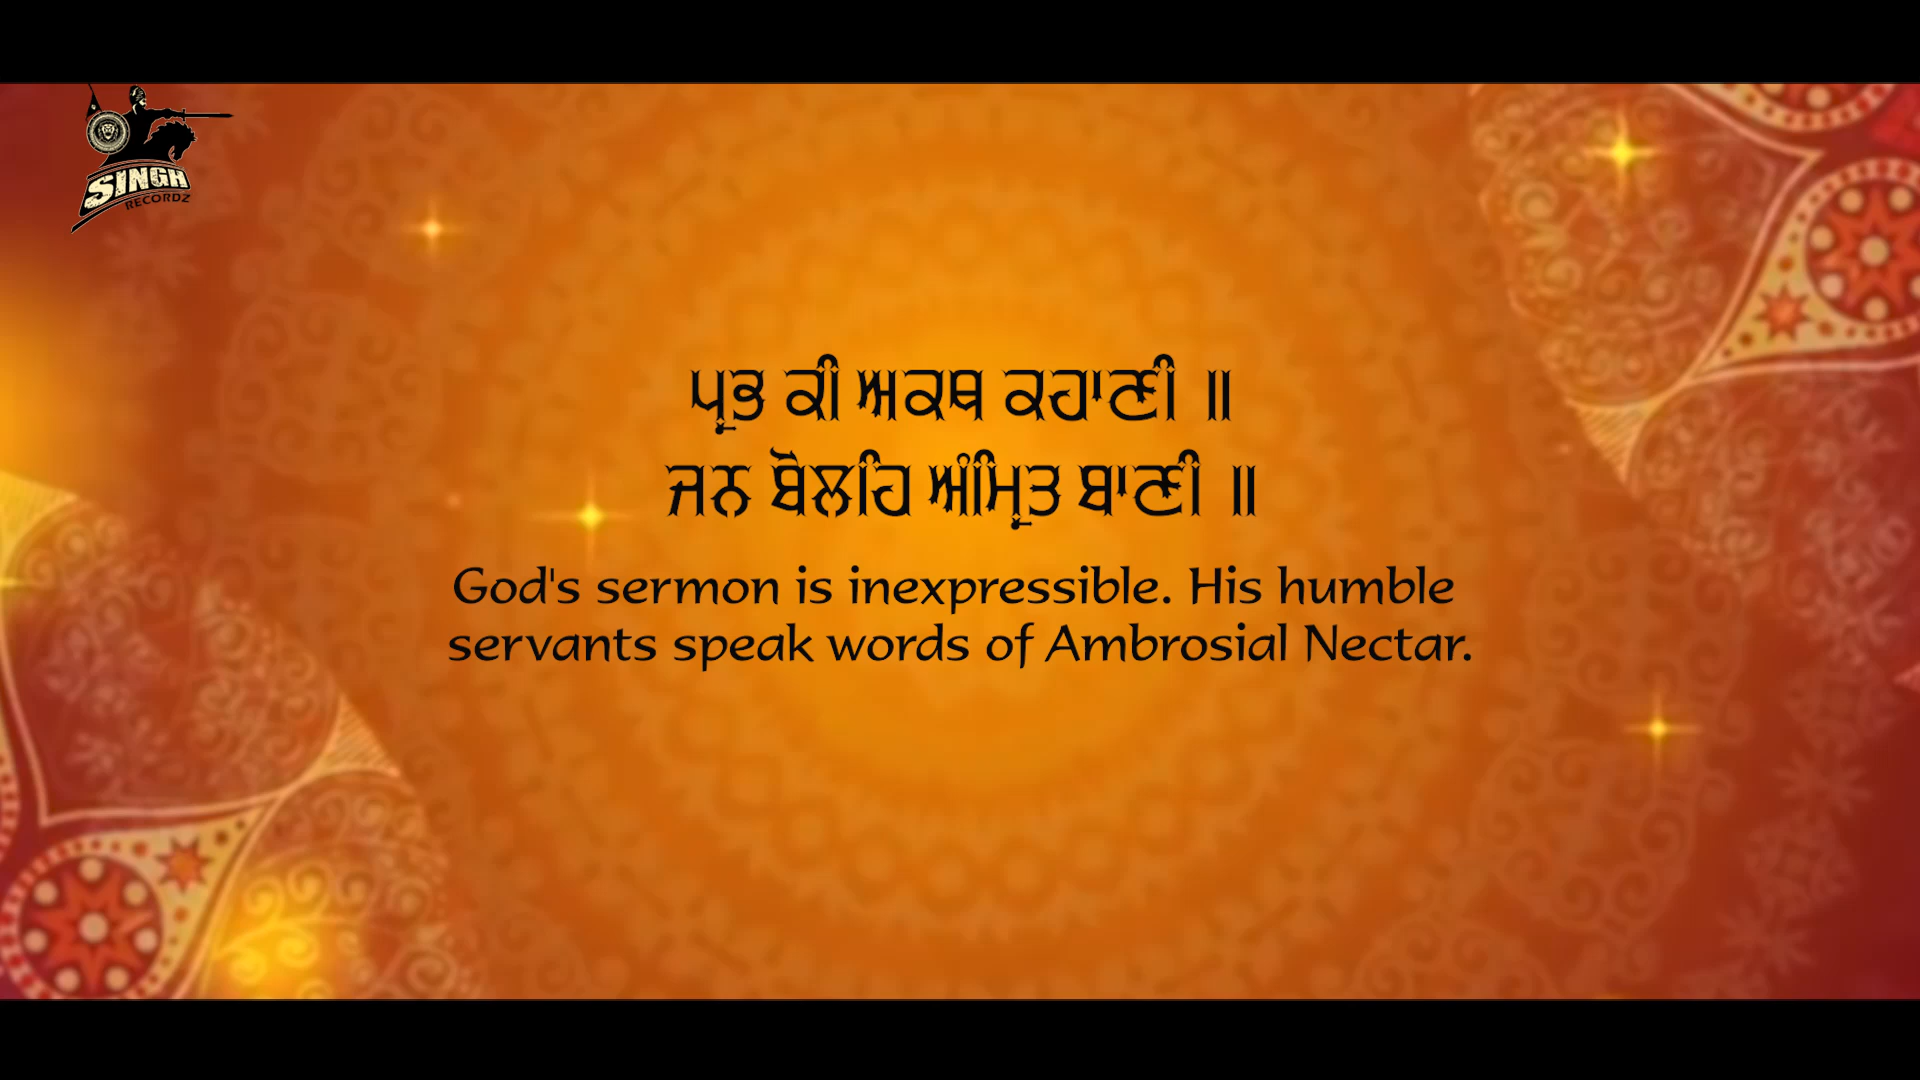 SINGH
RECORDZ
ਪ੍ਰਭ ਕੀ ਅਕਥ ਕਹਾਣੀ ॥
ਜਨ ਬੋਲਹਿ ਅੰਮ੍ਰਿਤ ਬਾਣੀ ॥
God's sermon is inexpressible. His humble
servants speak words of Ambrosial Nectar.